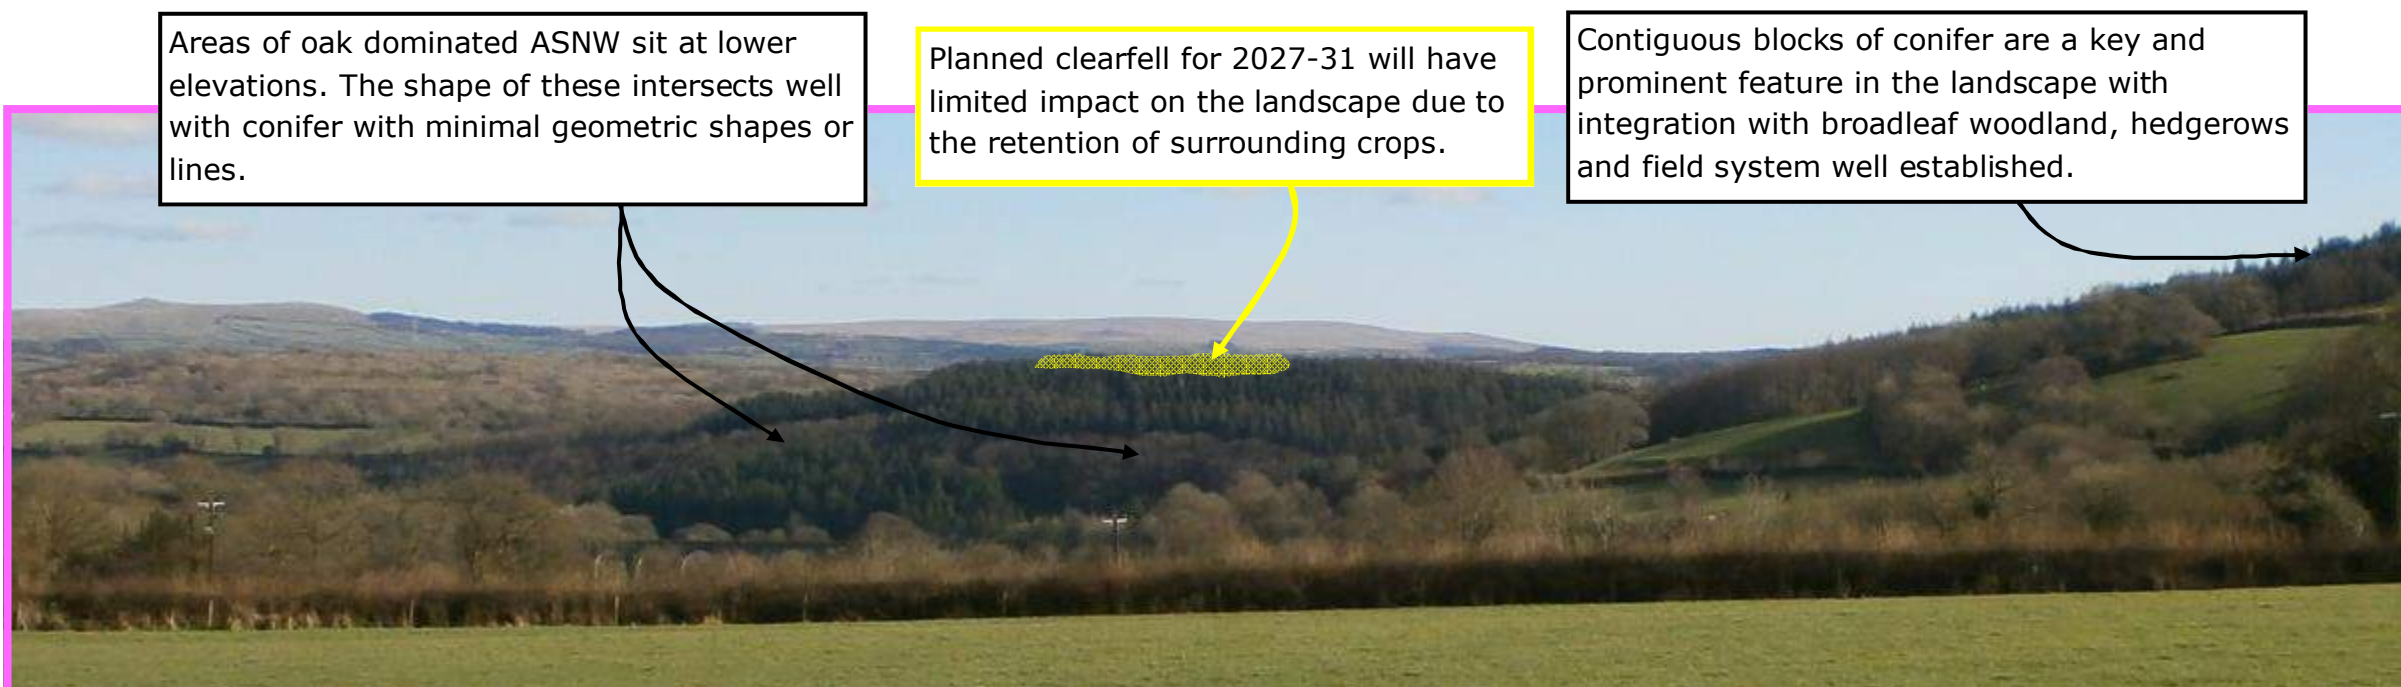 Areas of oak dominated ASNW sit at lower
elevations. The shape of these intersects well
with conifer with minimal geometric shapes or
lines.
Planned clearfell for 2027-31 will have
limited impact on the landscape due to
the retention of surrounding crops.
Contiguous blocks of conifer are a key and
prominent feature in the landscape with
integration with broadleaf woodland, hedgerows
and field system well established.